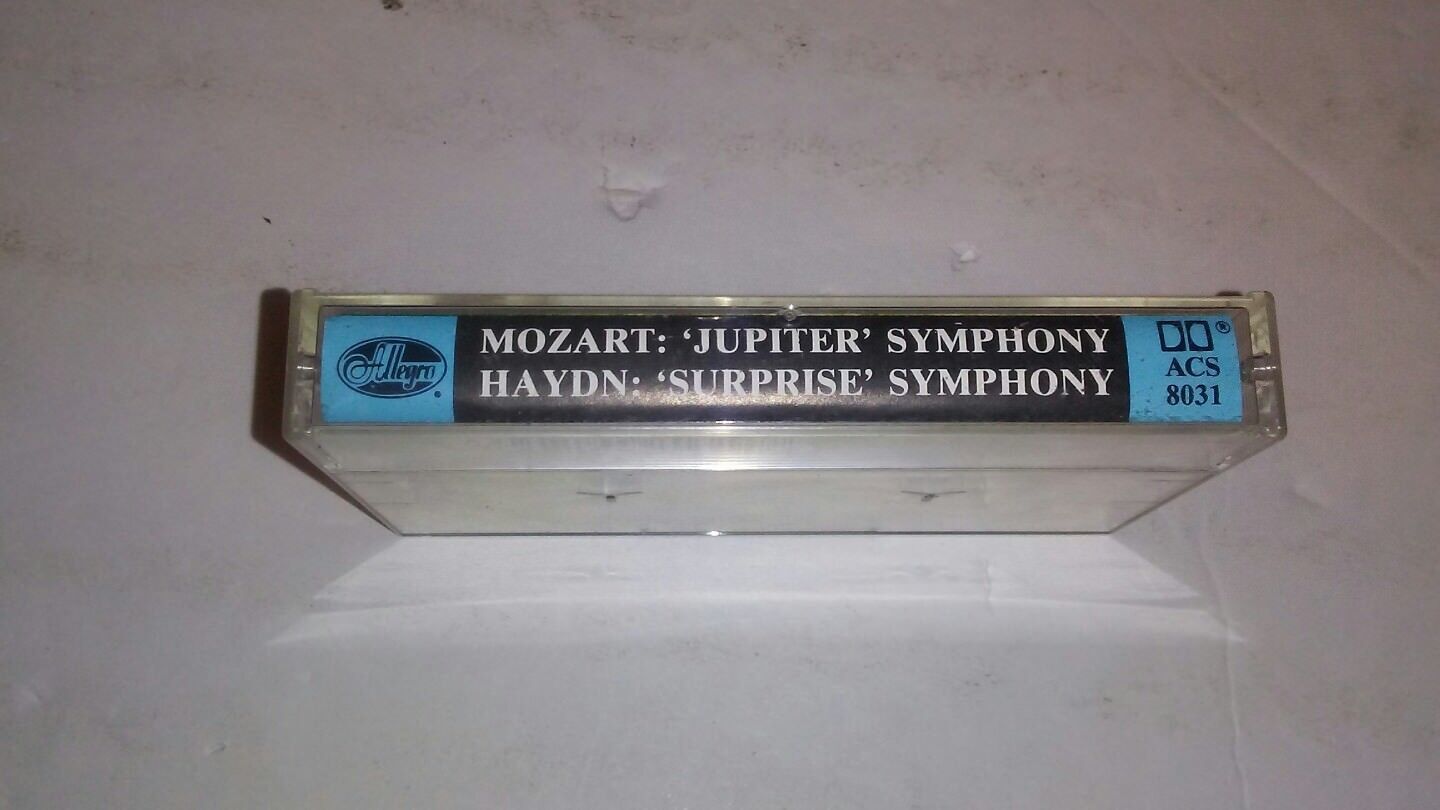 Allegro
MOZART: ‘JUPITER’ SYMPHONY
HAYDN: ‘SURPRISE’ SYMPHONY
®
ACS
8031